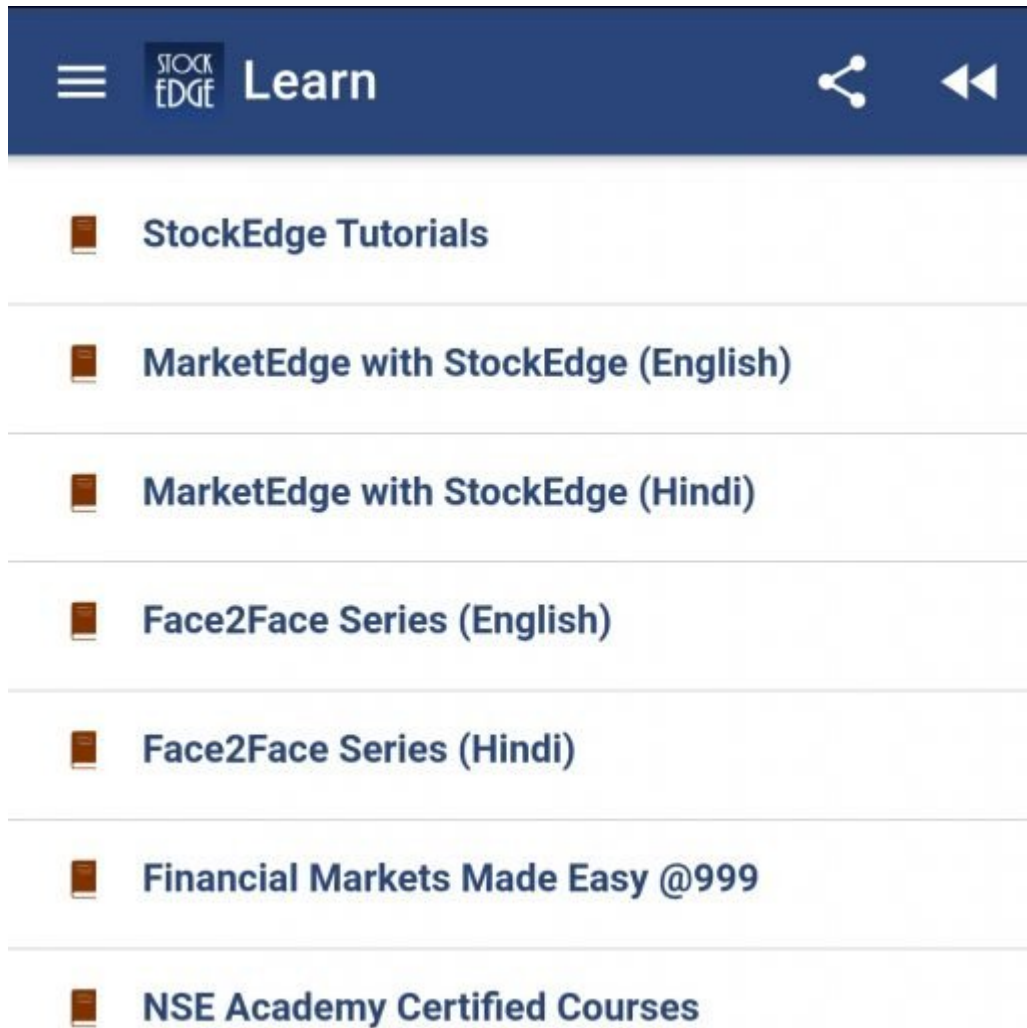 STOCK
EDGE
Learn
StockEdge Tutorials
MarketEdge with StockEdge (English)
MarketEdge with StockEdge (Hindi)
Face2Face Series (English)
Face2Face Series (Hindi)
Financial Markets Made Easy @999
NSE Academy Certified Courses